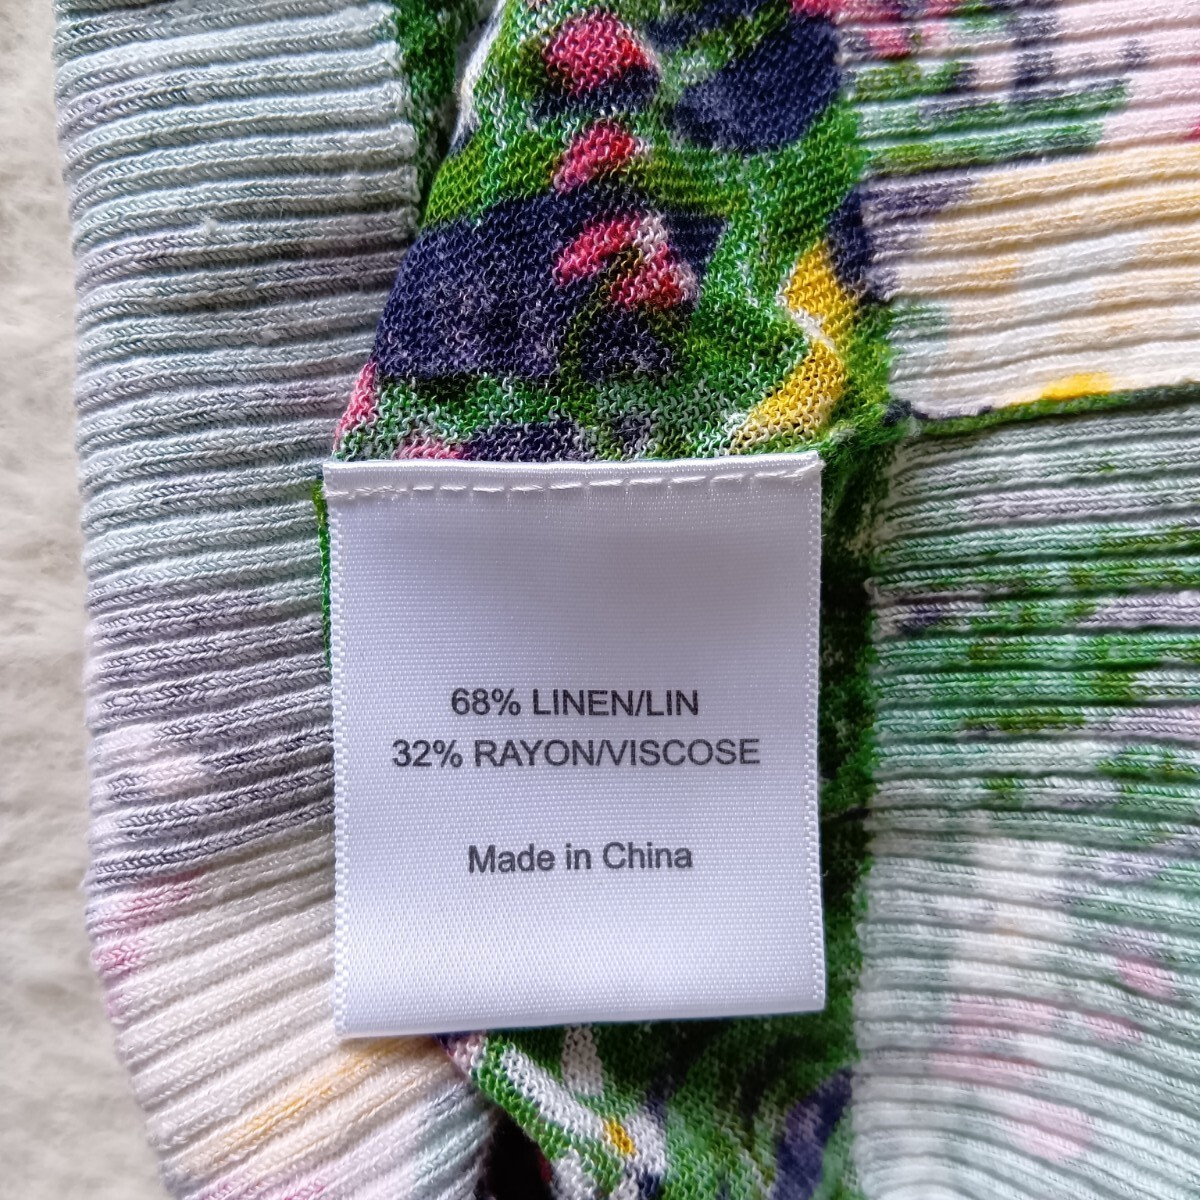 68% LINEN/LIN
32% RAYON/VISCOSE
Made in China